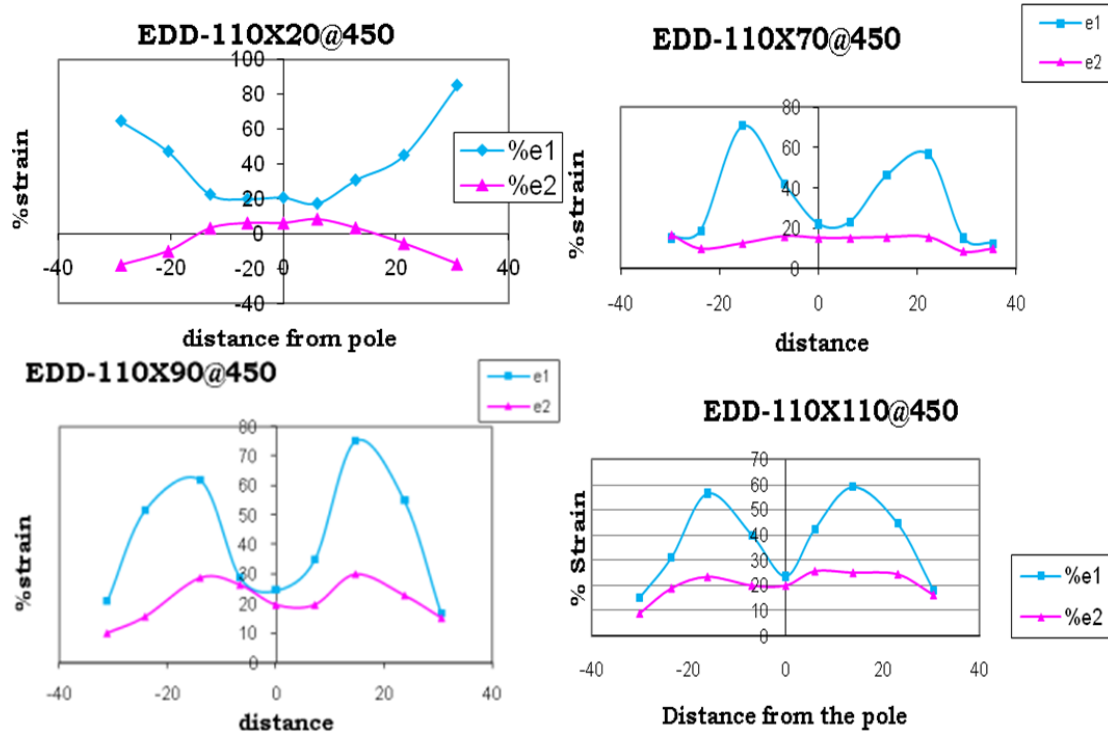 EDD-110X20@450
100
80
60
40
20
0
-20
-40
-40
-20
0
20
40
%strain
distance from pole
%e1
%e2
EDD-110X70@450
e1
e2
80
60
40
20
0
-40
-20
0
20
40
%strain
distance
EDD-110X90@450
e1
e2
80
70
60
50
40
30
20
10
0
-40
-20
0
20
40
%strain
distance
EDD-110X110@450
70
60
50
40
30
20
10
0
-40
-20
0
20
40
% Strain
Distance from the pole
%e1
%e2